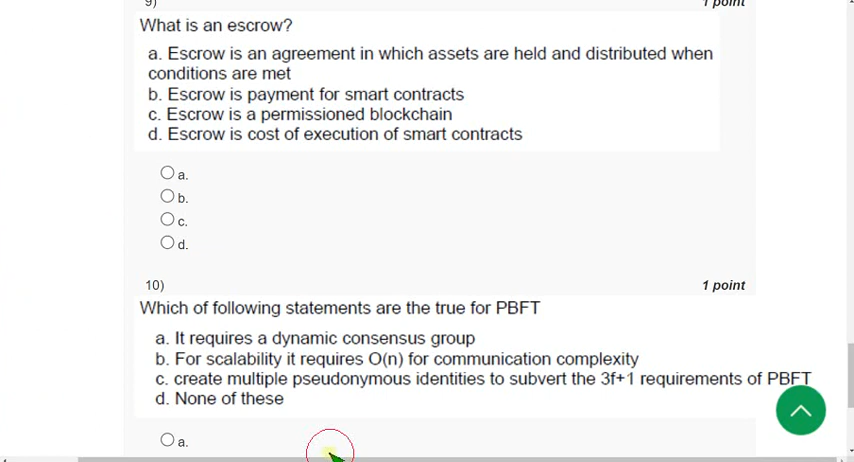 9)
1 point
What is an escrow?
a. Escrow is an agreement in which assets are held and distributed when
conditions are met
b. Escrow is payment for smart contracts
c. Escrow is a permissioned blockchain
d. Escrow is cost of execution of smart contracts
a.
b.
c.
d.
10)
1 point
Which of following statements are the true for PBFT
a. It requires a dynamic consensus group
b. For scalability it requires O(n) for communication complexity
c. create multiple pseudonymous identities to subvert the 3f+1 requirements of PBFT
d. None of these
a.